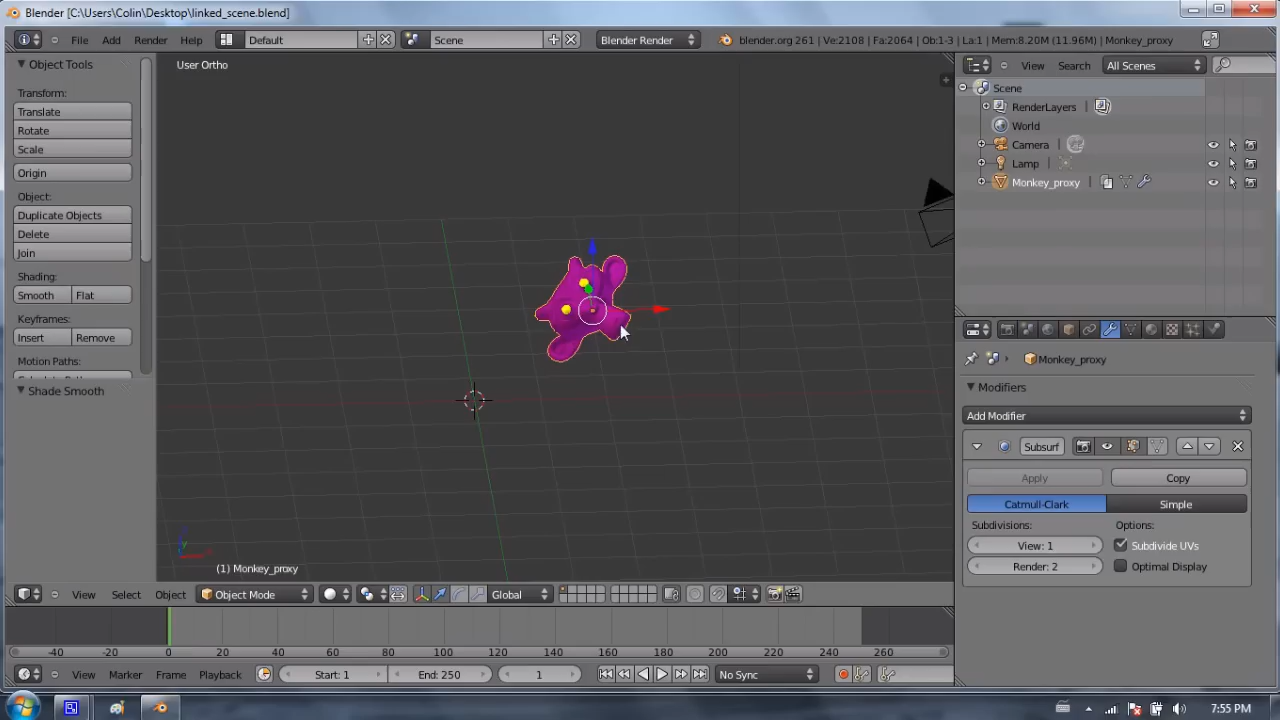 Blender [C:\Users\Colin\Desktop\linked_scene.blend]
File Add Render Help Default Scene Blender Render blender.org 261 | Ve:2108 | Fa:2064 | Ob:1-3 | La:1 | Mem:8.20M (11.96M) | Monkey_proxy
Object Tools
Transform:
Translate
Rotate
Scale
Origin
Object:
Duplicate Objects
Delete
Join
Shading:
Smooth Flat
Keyframes:
Insert Remove
Motion Paths:
Shade Smooth
User Ortho
(1) Monkey_proxy
View Select Object Object Mode Global
View Search All Scenes
Scene
RenderLayers
World
Camera
Lamp
Monkey_proxy
Monkey_proxy
Modifiers
Add Modifier
Subsurf
Apply Copy
Catmull-Clark Simple
Subdivisions: Options:
View: 1 Subdivide UVs
Render: 2 Optimal Display
-40 -20 0 20 40 60 80 100 120 140 160 180 200 220 240 260
View Marker Frame Playback Start: 1 End: 250 1 No Sync
7:55 PM